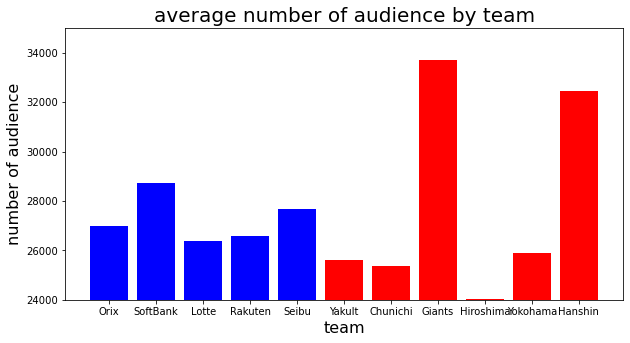 average number of audience by team
number of audience
34000
32000
30000
28000
26000
24000
Orix SoftBank Lotte Rakuten Seibu Yakult Chunichi Giants Hiroshima Yokohama Hanshin
team